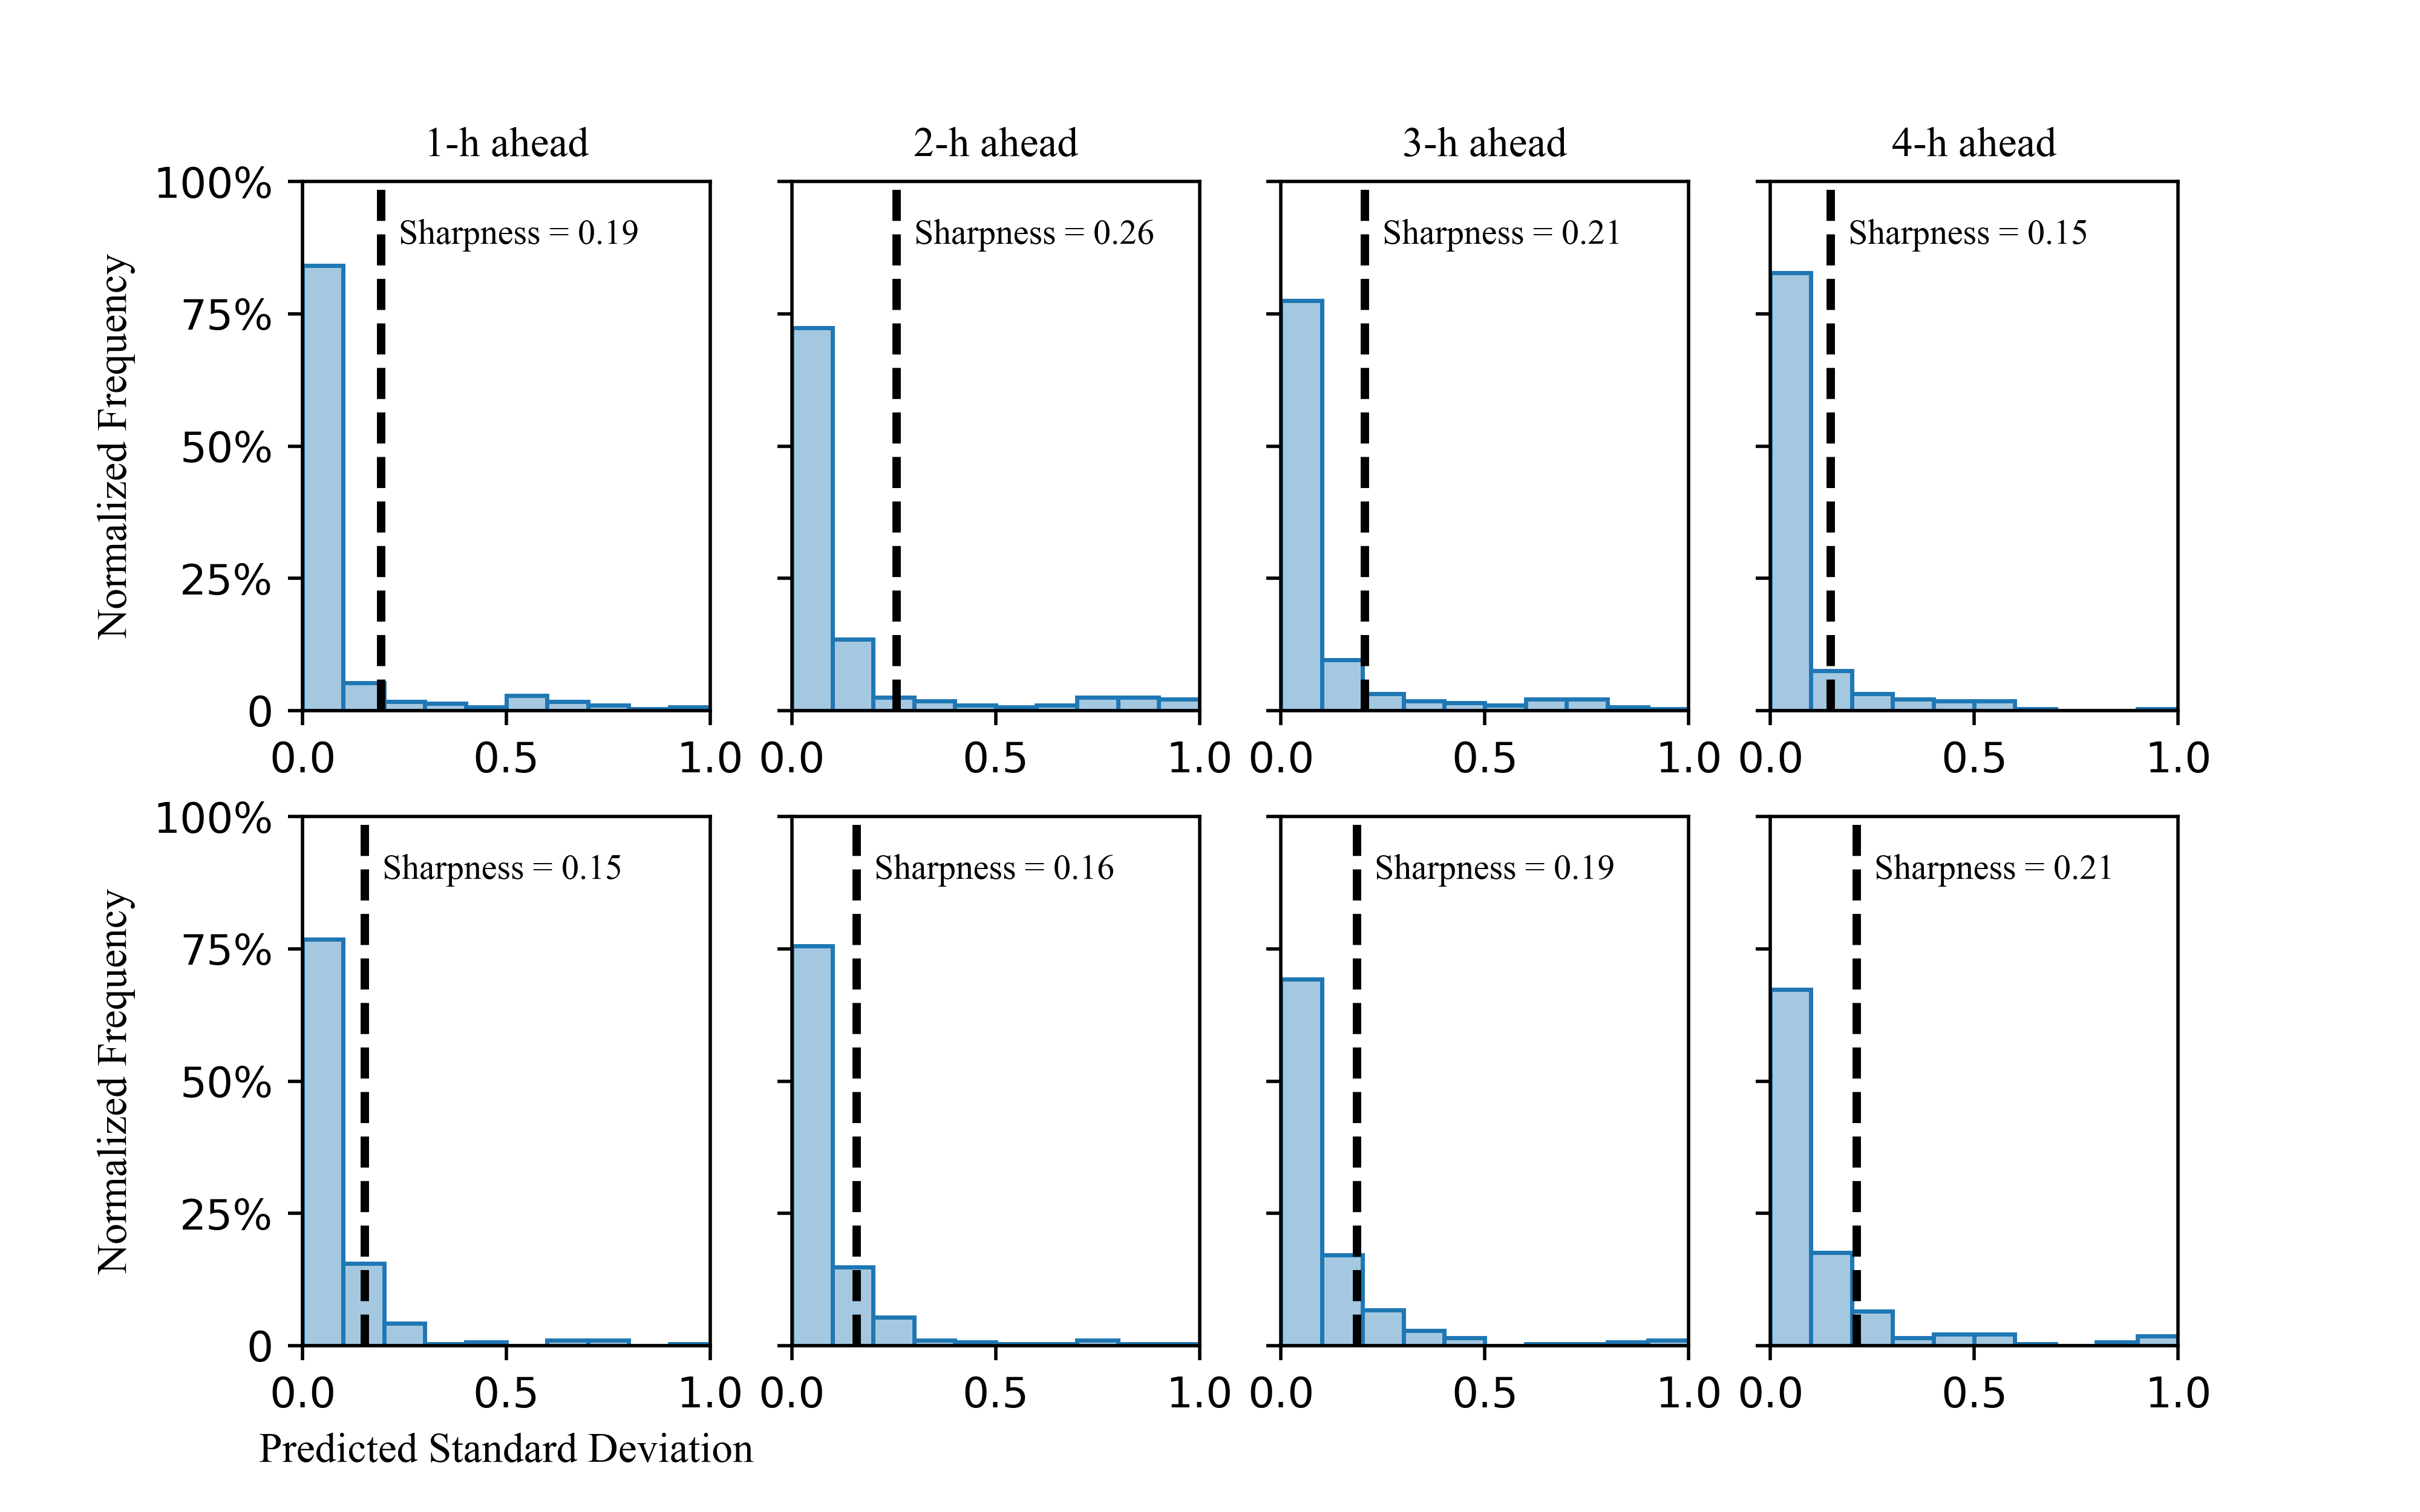 1-h ahead
2-h ahead
3-h ahead
4-h ahead
Normalized Frequency
100%
75%
50%
25%
0
Sharpness = 0.19
Sharpness = 0.26
Sharpness = 0.21
Sharpness = 0.15
0.0 0.5 1.0
0.0 0.5 1.0
0.0 0.5 1.0
0.0 0.5 1.0
Normalized Frequency
100%
75%
50%
25%
0
Sharpness = 0.15
Sharpness = 0.16
Sharpness = 0.19
Sharpness = 0.21
0.0 0.5 1.0
0.0 0.5 1.0
0.0 0.5 1.0
0.0 0.5 1.0
Predicted Standard Deviation